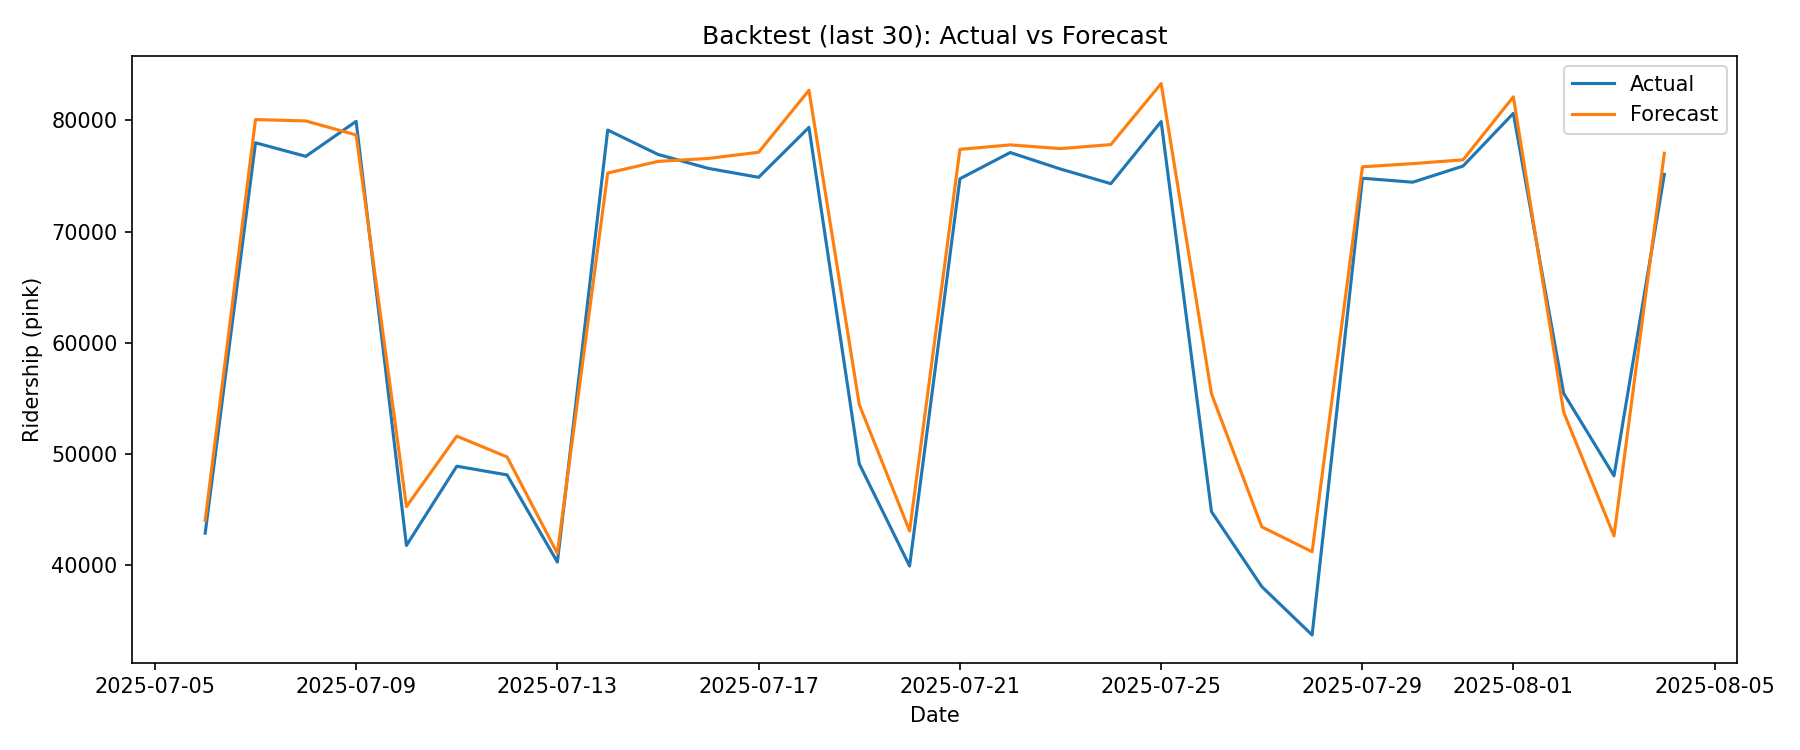 Backtest (last 30): Actual vs Forecast
Actual
Forecast
Ridership (pink)
80000
70000
60000
50000
40000
2025-07-05 2025-07-09 2025-07-13 2025-07-17 2025-07-21 2025-07-25 2025-07-29 2025-08-01 2025-08-05
Date